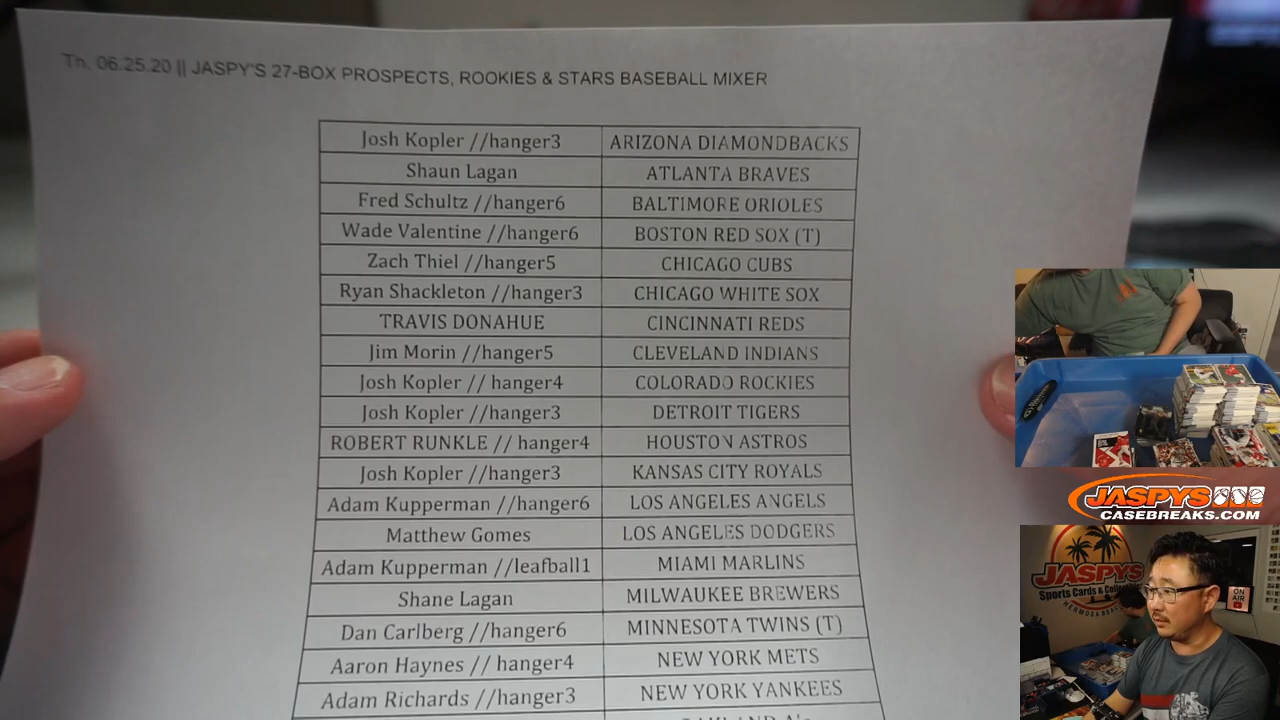 Th. 06.25.20 || JASPY'S 27-BOX PROSPECTS, ROOKIES & STARS BASEBALL MIXER
Josh Kopler //hanger3 ARIZONA DIAMONDBACKS
Shaun Lagan ATLANTA BRAVES
Fred Schultz //hanger6 BALTIMORE ORIOLES
Wade Valentine //hanger6 BOSTON RED SOX (T)
Zach Thiel //hanger5 CHICAGO CUBS
Ryan Shackleton //hanger3 CHICAGO WHITE SOX
TRAVIS DONAHUE CINCINNATI REDS
Jim Morin //hanger5 CLEVELAND INDIANS
Josh Kopler // hanger4 COLORADO ROCKIES
Josh Kopler //hanger3 DETROIT TIGERS
ROBERT RUNKLE // hanger4 HOUSTON ASTROS
Josh Kopler //hanger3 KANSAS CITY ROYALS
Adam Kupperman //hanger6 LOS ANGELES ANGELS
Matthew Gomes LOS ANGELES DODGERS
Adam Kupperman //leafball1 MIAMI MARLINS
Shane Lagan MILWAUKEE BREWERS
Dan Carlberg //hanger6 MINNESOTA TWINS (T)
Aaron Haynes // hanger4 NEW YORK METS
Adam Richards //hanger3 NEW YORK YANKEES
OAKLAND A's
JASPYS
CASEBREAKS.COM
JASPYS
Sports Cards &
HERMOSA
ON
AIR